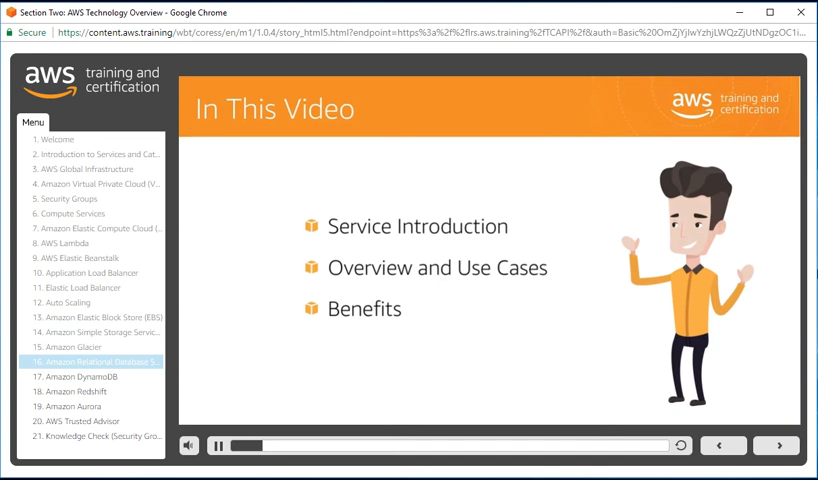 Section Two: AWS Technology Overview - Google Chrome
Secure https://content.aws.training/wbt/coress/en/m1/1.0.4/story_html5.html?endpoint=https%3a%2f%2flrs.aws.training%2fTCAPI%2f&auth=Basic%20OmZjYjIwYzhjLWQzZjUtNDgzOC1i...
aws training and certification
Menu
1. Welcome
2. Introduction to Services and Cat...
3. AWS Global Infrastructure
4. Amazon Virtual Private Cloud (V...
5. Security Groups
6. Compute Services
7. Amazon Elastic Compute Cloud (...
8. AWS Lambda
9. AWS Elastic Beanstalk
10. Application Load Balancer
11. Elastic Load Balancer
12. Auto Scaling
13. Amazon Elastic Block Store (EBS)
14. Amazon Simple Storage Servic...
15. Amazon Glacier
16. Amazon Relational Database S...
17. Amazon DynamoDB
18. Amazon Redshift
19. Amazon Aurora
20. AWS Trusted Advisor
21. Knowledge Check (Security Gro...
In This Video
aws training and certification
Service Introduction
Overview and Use Cases
Benefits